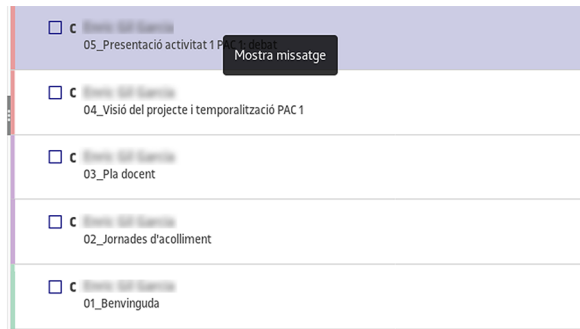 C
05_Presentació activitat 1 PAC 1: debat
Mostra missatge
C
04_Visió del projecte i temporalització PAC 1
C
03_Pla docent
C
02_Jornades d'acolliment
C
01_Benvinguda